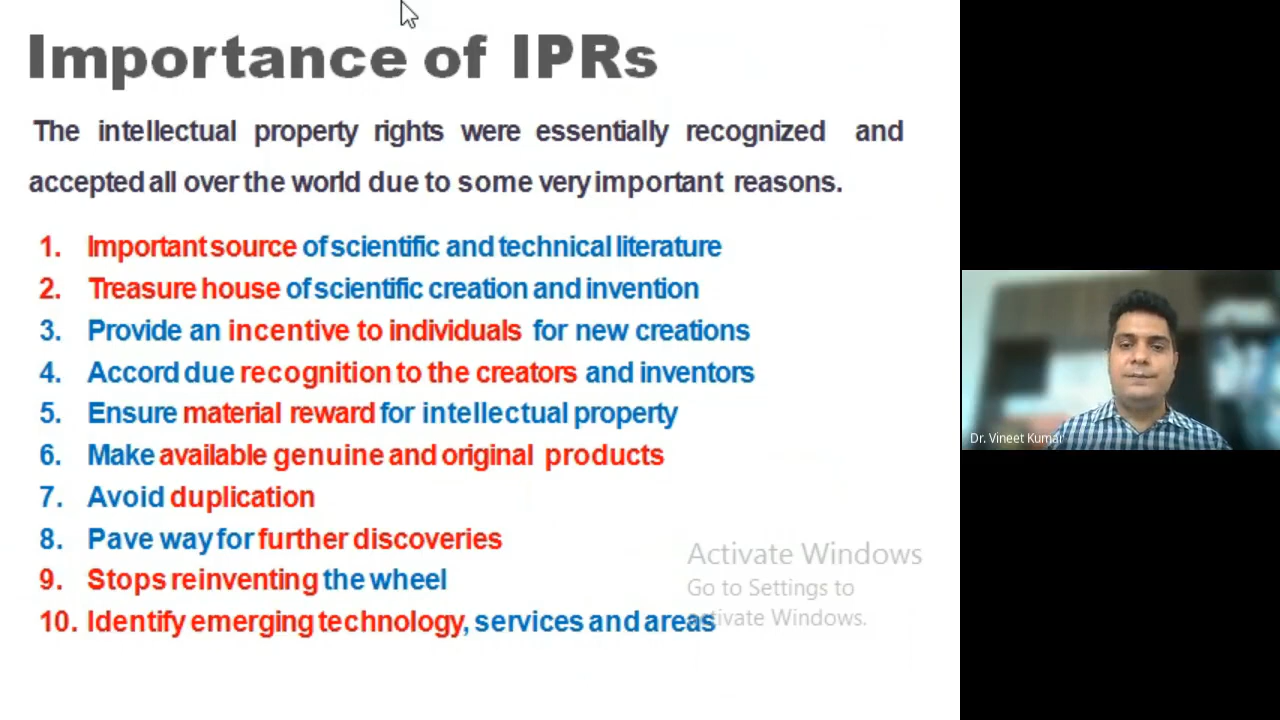 Importance of IPRs
The intellectual property rights were essentially recognized and
accepted all over the world due to some very important reasons.
1. Important source of scientific and technical literature
2. Treasure house of scientific creation and invention
3. Provide an incentive to individuals for new creations
4. Accord due recognition to the creators and inventors
5. Ensure material reward for intellectual property
6. Make available genuine and original products
7. Avoid duplication
8. Pave way for further discoveries
9. Stops reinventing the wheel
10. Identify emerging technology, services and areas
Activate Windows
Go to Settings to
activate Windows.
Dr. Vineet Kumar